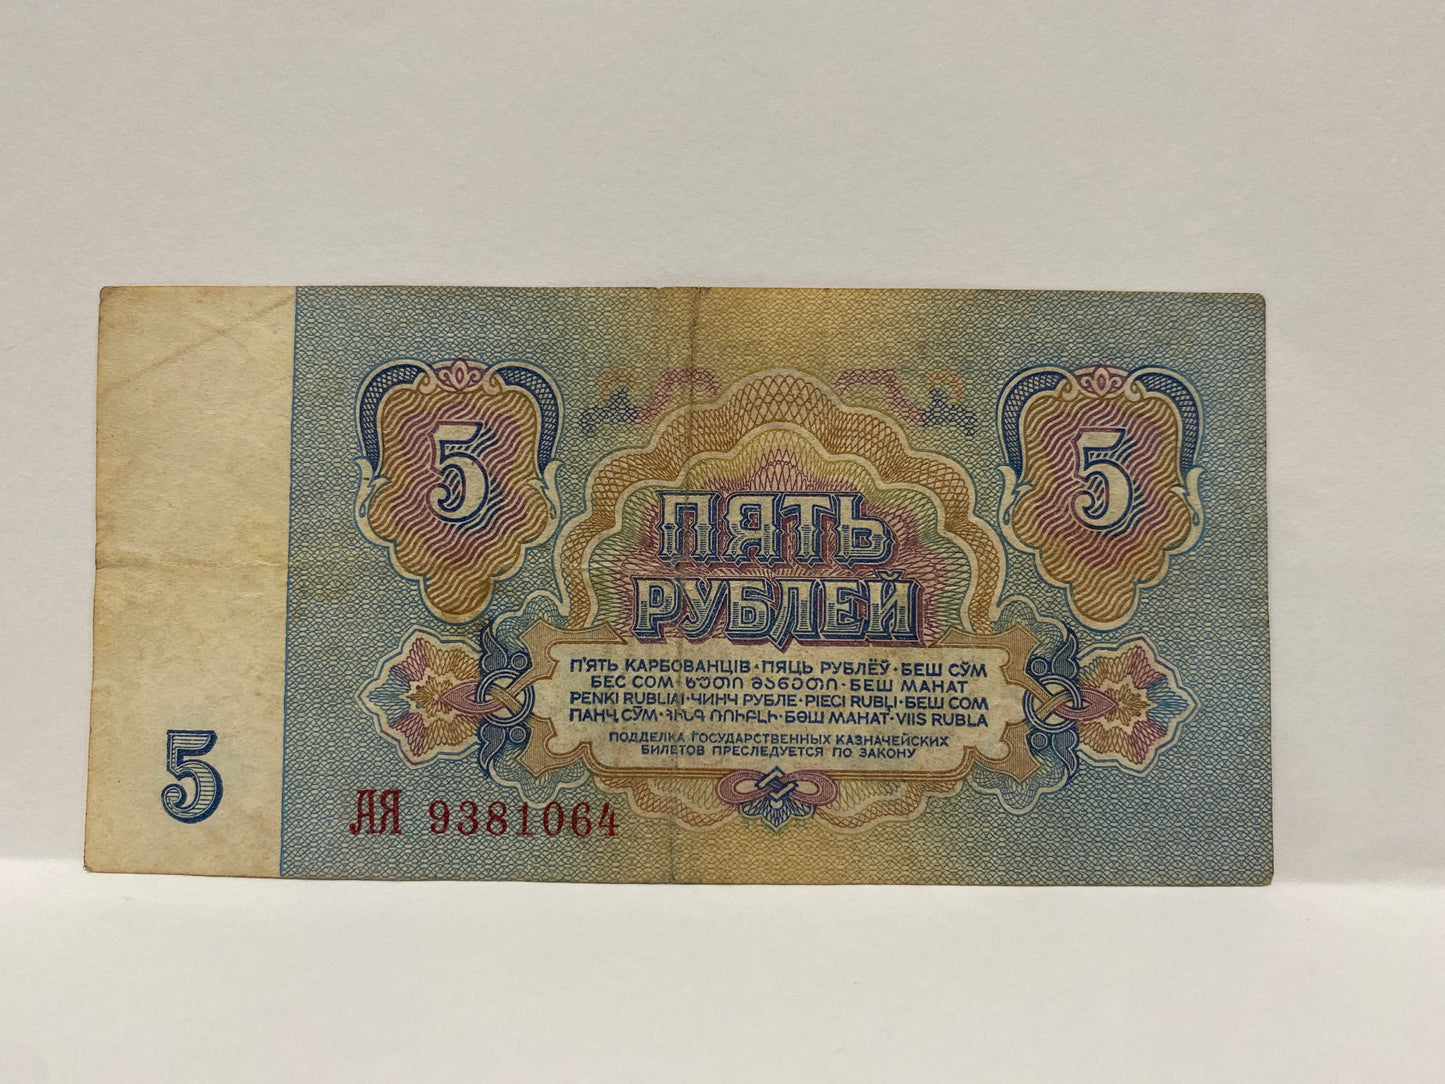 5
5
ПЯТЬ
РУБЛЕЙ
П'ЯТЬ КАРБОВАНЦІВ · ПЯЦЬ РУБЛЁЎ · БЕШ СЎМ
БЕС СОМ · ხუთი მანეთი · БЕШ МАНАТ
PENKI RUBLIAI · ЧИНЧ РУБЛЕ · PIECI RUBĻI · БЕШ СОМ
ПАНҶ СЎМ · ՀԻՆԳ ՌՈՒԲԼԻ · БӘШ МАНАТ · VIIS RUBLA
ПОДДЕЛКА ГОСУДАРСТВЕННЫХ КАЗНАЧЕЙСКИХ
БИЛЕТОВ ПРЕСЛЕДУЕТСЯ ПО ЗАКОНУ
5
АЯ 9381064